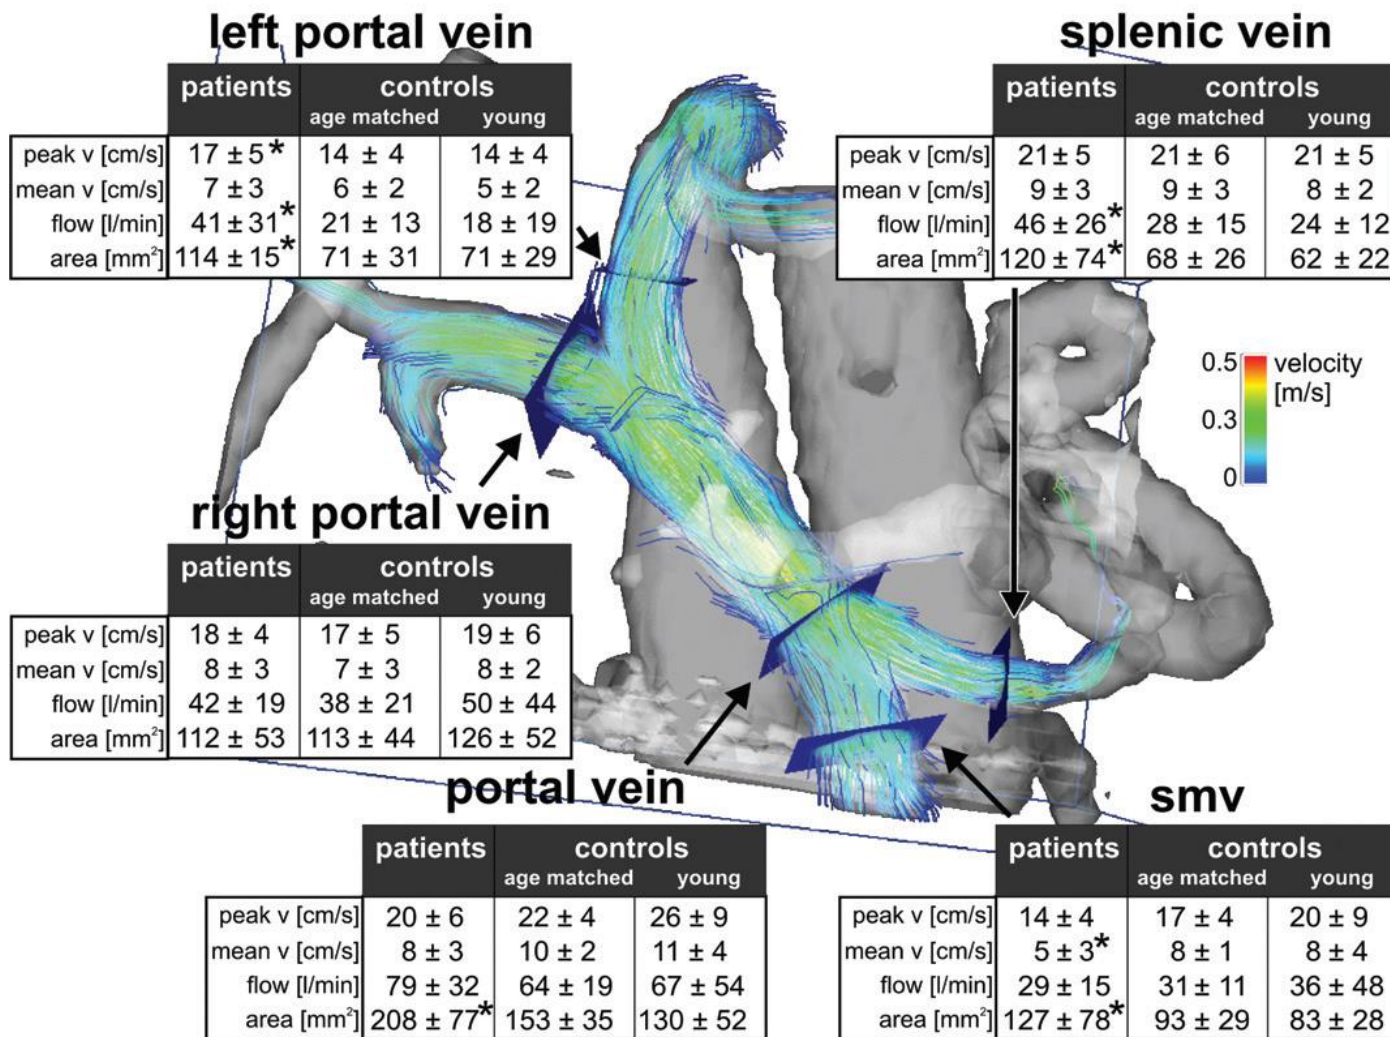 left portal vein
patients controls
age matched young
peak v [cm/s] 17 ± 5* 14 ± 4 14 ± 4
mean v [cm/s] 7 ± 3 6 ± 2 5 ± 2
flow [l/min] 41 ± 31* 21 ± 13 18 ± 19
area [mm²] 114 ± 15* 71 ± 31 71 ± 29
splenic vein
patients controls
age matched young
peak v [cm/s] 21 ± 5 21 ± 6 21 ± 5
mean v [cm/s] 9 ± 3 9 ± 3 8 ± 2
flow [l/min] 46 ± 26* 28 ± 15 24 ± 12
area [mm²] 120 ± 74* 68 ± 26 62 ± 22
0.5 velocity
[m/s]
0.3
0
right portal vein
patients controls
age matched young
peak v [cm/s] 18 ± 4 17 ± 5 19 ± 6
mean v [cm/s] 8 ± 3 7 ± 3 8 ± 2
flow [l/min] 42 ± 19 38 ± 21 50 ± 44
area [mm²] 112 ± 53 113 ± 44 126 ± 52
portal vein
patients controls
age matched young
peak v [cm/s] 20 ± 6 22 ± 4 26 ± 9
mean v [cm/s] 8 ± 3 10 ± 2 11 ± 4
flow [l/min] 79 ± 32 64 ± 19 67 ± 54
area [mm²] 208 ± 77* 153 ± 35 130 ± 52
smv
patients controls
age matched young
peak v [cm/s] 14 ± 4 17 ± 4 20 ± 9
mean v [cm/s] 5 ± 3* 8 ± 1 8 ± 4
flow [l/min] 29 ± 15 31 ± 11 36 ± 48
area [mm²] 127 ± 78* 93 ± 29 83 ± 28